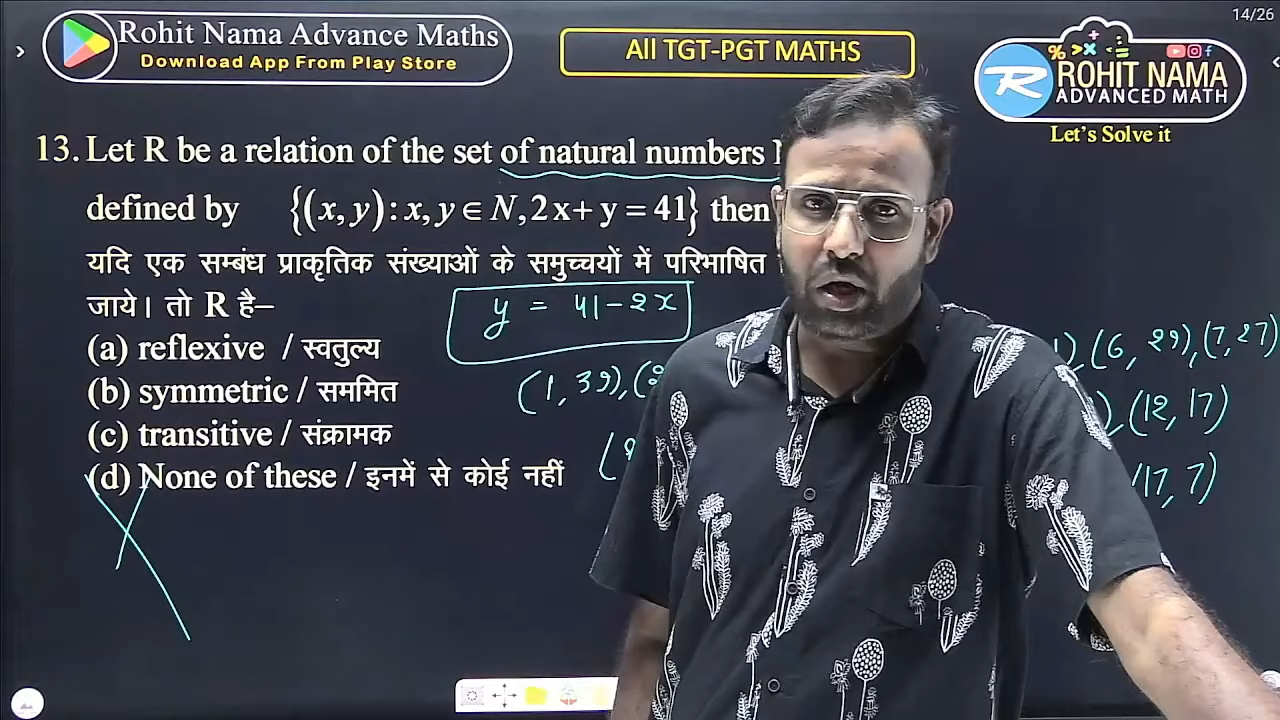 14/26
Rohit Nama Advance Maths
Download App From Play Store
All TGT-PGT MATHS
R ROHIT NAMA
ADVANCED MATH
Let's Solve it
13. Let R be a relation of the set of natural numbers
defined by {(x, y) : x, y ∈ N, 2x + y = 41} then
यदि एक सम्बंध प्राकृतिक संख्याओं के समुच्चयों में परिभाषित
जाये। तो R है–
y = 41-2x
(a) reflexive / स्वतुल्य
(1, 39), (6, 29), (7, 27)
(b) symmetric / सममित
(12, 17)
(c) transitive / संक्रामक
(d) None of these / इनमें से कोई नहीं
(17, 7)